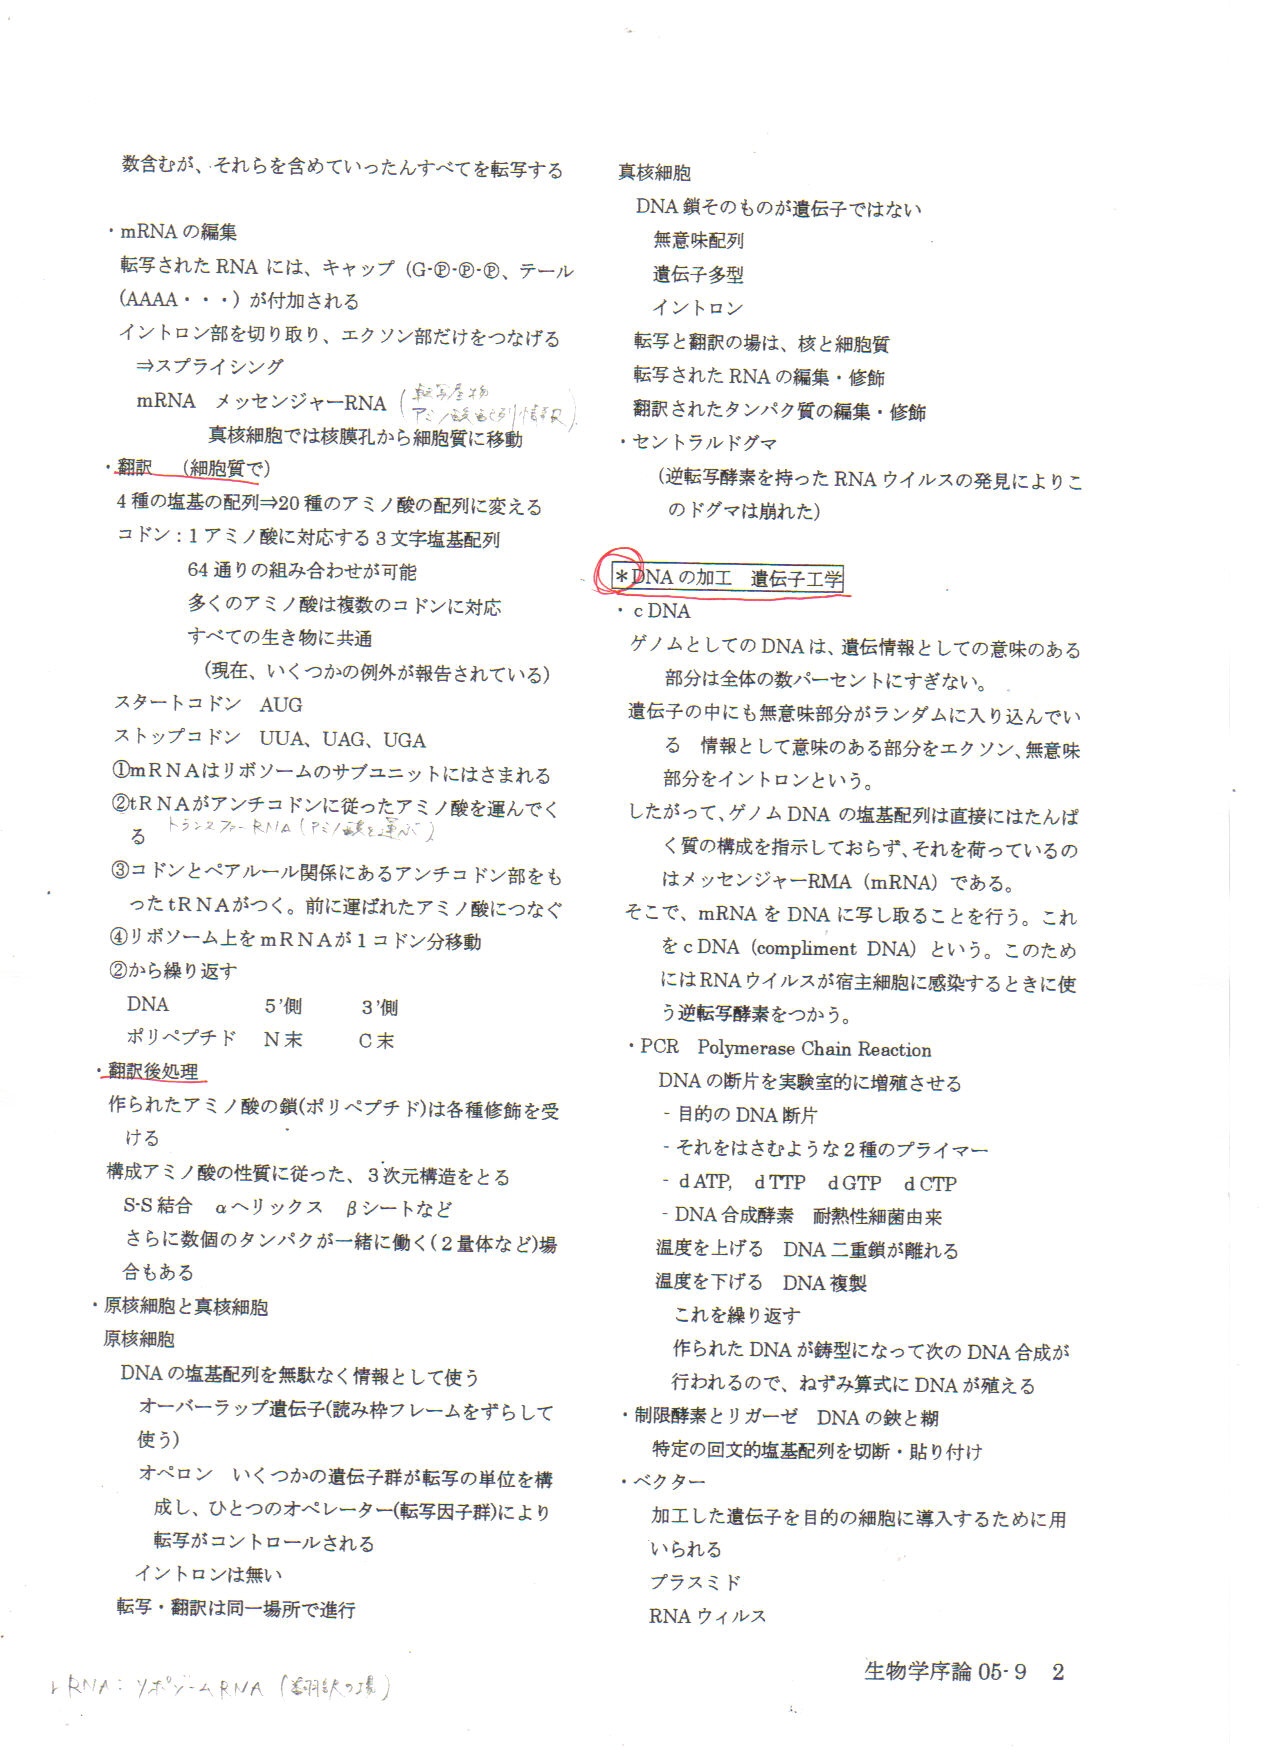 数含むが、それらを含めていったんすべてを転写する
・mRNA の編集
転写された RNA には、キャップ（G-Ⓟ-Ⓟ-Ⓟ、テール
（AAAA・・・）が付加される
イントロン部を切り取り、エクソン部だけをつなげる
⇒スプライシング
mRNA　メッセンジャーRNA（転写産物
アミノ酸配列情報）
真核細胞では核膜孔から細胞質に移動
・翻訳　（細胞質で）
4 種の塩基の配列⇒20 種のアミノ酸の配列に変える
コドン：1 アミノ酸に対応する 3 文字塩基配列
64 通りの組み合わせが可能
多くのアミノ酸は複数のコドンに対応
すべての生き物に共通
（現在、いくつかの例外が報告されている）
スタートコドン　AUG
ストップコドン　UUA、UAG、UGA
①mRNAはリボソームのサブユニットにはさまれる
②tRNAがアンチコドンに従ったアミノ酸を運んでく
る　トランスファーRNA（アミノ酸を運ぶ）
③コドンとペアルール関係にあるアンチコドン部をも
ったtRNAがつく。前に運ばれたアミノ酸につなぐ
④リボソーム上をmRNAが1コドン分移動
②から繰り返す
DNA　5’側　3’側
ポリペプチド　N 末　C 末
・翻訳後処理
作られたアミノ酸の鎖(ポリペプチド)は各種修飾を受
ける
構成アミノ酸の性質に従った、3次元構造をとる
S-S 結合　αヘリックス　βシートなど
さらに数個のタンパクが一緒に働く(2量体など)場
合もある
・原核細胞と真核細胞
原核細胞
DNA の塩基配列を無駄なく情報として使う
オーバーラップ遺伝子(読み枠フレームをずらして
使う)
オペロン　いくつかの遺伝子群が転写の単位を構
成し、ひとつのオペレーター(転写因子群)により
転写がコントロールされる
イントロンは無い
転写・翻訳は同一場所で進行
真核細胞
DNA 鎖そのものが遺伝子ではない
無意味配列
遺伝子多型
イントロン
転写と翻訳の場は、核と細胞質
転写された RNA の編集・修飾
翻訳されたタンパク質の編集・修飾
・セントラルドグマ
（逆転写酵素を持った RNA ウイルスの発見によりこ
のドグマは崩れた）
＊DNA の加工　遺伝子工学
・c DNA
ゲノムとしての DNA は、遺伝情報としての意味のある
部分は全体の数パーセントにすぎない。
遺伝子の中にも無意味部分がランダムに入り込んでい
る　情報として意味のある部分をエクソン、無意味
部分をイントロンという。
したがって、ゲノム DNA の塩基配列は直接にはたんぱ
く質の構成を指示しておらず、それを荷っているの
はメッセンジャーRMA（mRNA）である。
そこで、mRNA を DNA に写し取ることを行う。これ
を c DNA（compliment DNA）という。このため
には RNA ウイルスが宿主細胞に感染するときに使
う逆転写酵素をつかう。
・PCR　Polymerase Chain Reaction
DNA の断片を実験室的に増殖させる
- 目的の DNA 断片
- それをはさむような 2 種のプライマー
- d ATP,　d TTP　d GTP　d CTP
- DNA 合成酵素　耐熱性細菌由来
温度を上げる　DNA 二重鎖が離れる
温度を下げる　DNA 複製
これを繰り返す
作られた DNA が鋳型になって次の DNA 合成が
行われるので、ねずみ算式に DNA が殖える
・制限酵素とリガーゼ　DNA の鋏と糊
特定の回文的塩基配列を切断・貼り付け
・ベクター
加工した遺伝子を目的の細胞に導入するために用
いられる
プラスミド
RNA ウィルス
生物学序論 05-9　2
rRNA：リボゾームRNA（翻訳の場）